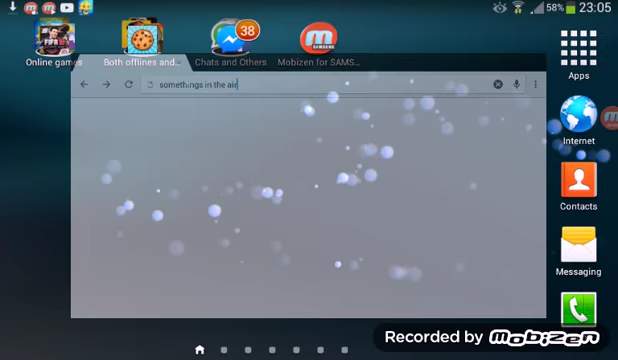 58% 23:05
38
SAMSUNG
Online games
Both offlines and...
Chats and Others
Mobizen for SAMS...
Apps
somethings in the air
Internet
Contacts
Messaging
Recorded by mobizen